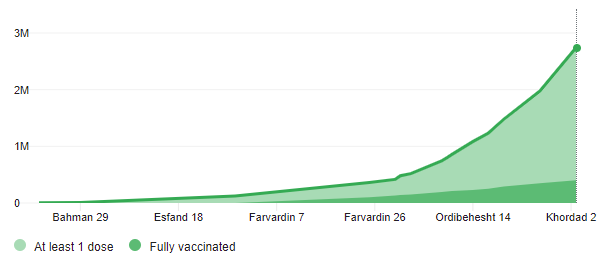 3M
2M
1M
0
Bahman 29 Esfand 18 Farvardin 7 Farvardin 26 Ordibehesht 14 Khordad 2
At least 1 dose Fully vaccinated